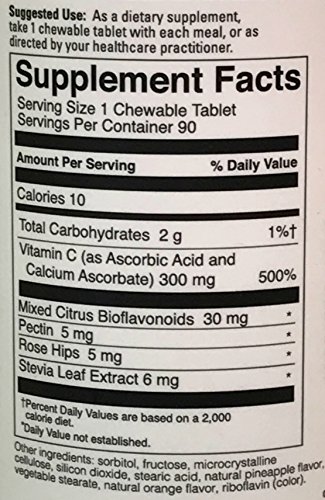 Suggested Use: As a dietary supplement,
take 1 chewable tablet with each meal, or as
directed by your healthcare practitioner.
Supplement Facts
Serving Size 1 Chewable Tablet
Servings Per Container 90
Amount Per Serving % Daily Value
Calories 10
Total Carbohydrates 2 g 1%†
Vitamin C (as Ascorbic Acid and
Calcium Ascorbate) 300 mg 500%
Mixed Citrus Bioflavonoids 30 mg *
Pectin 5 mg *
Rose Hips 5 mg *
Stevia Leaf Extract 6 mg *
†Percent Daily Values are based on a 2,000
calorie diet.
*Daily Value not established.
Other ingredients: sorbitol, fructose, microcrystalline
cellulose, silicon dioxide, stearic acid, natural pineapple flavor,
vegetable stearate, natural orange flavor, riboflavin (color).